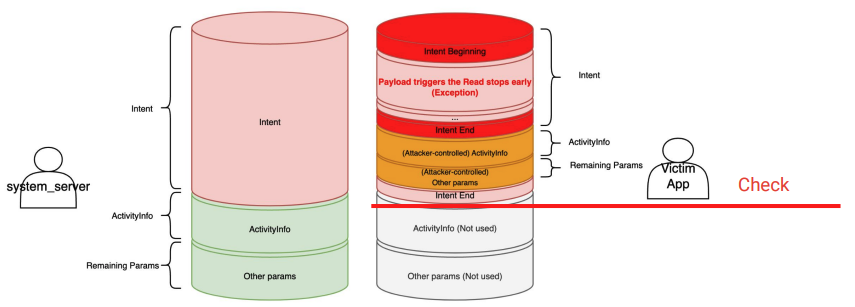 Intent Beginning
Payload triggers the Read stops early
(Exception)
...
Intent End
(Attacker-controlled) ActivityInfo
(Attacker-controlled)
Other params
Intent End
ActivityInfo (Not used)
Other params (Not used)
Intent
ActivityInfo
Other params
Intent
ActivityInfo
Remaining Params
system_server
Intent
ActivityInfo
Remaining Params
Victim
App
Check